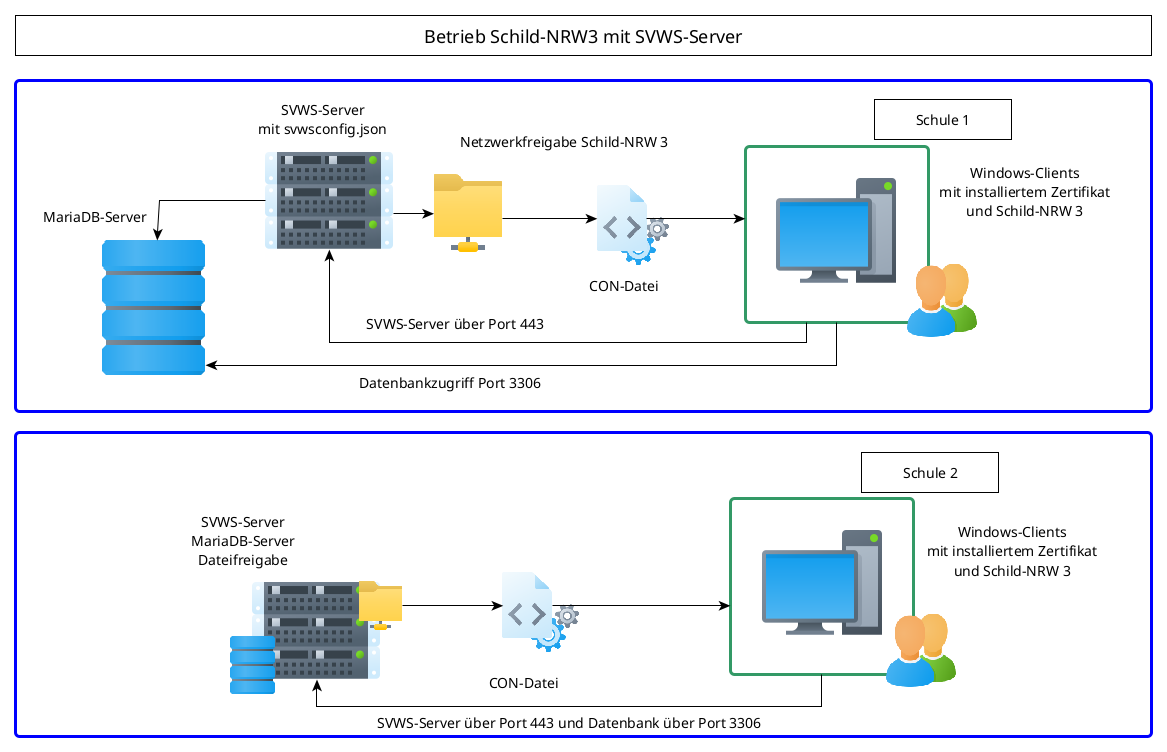 Betrieb Schild-NRW3 mit SVWS-Server
SVWS-Server
mit svwsconfig.json
Netzwerkfreigabe Schild-NRW 3
Schule 1
Windows-Clients
mit installiertem Zertifikat
und Schild-NRW 3
MariaDB-Server
CON-Datei
SVWS-Server über Port 443
Datenbankzugriff Port 3306
Schule 2
SVWS-Server
MariaDB-Server
Dateifreigabe
Windows-Clients
mit installiertem Zertifikat
und Schild-NRW 3
CON-Datei
SVWS-Server über Port 443 und Datenbank über Port 3306